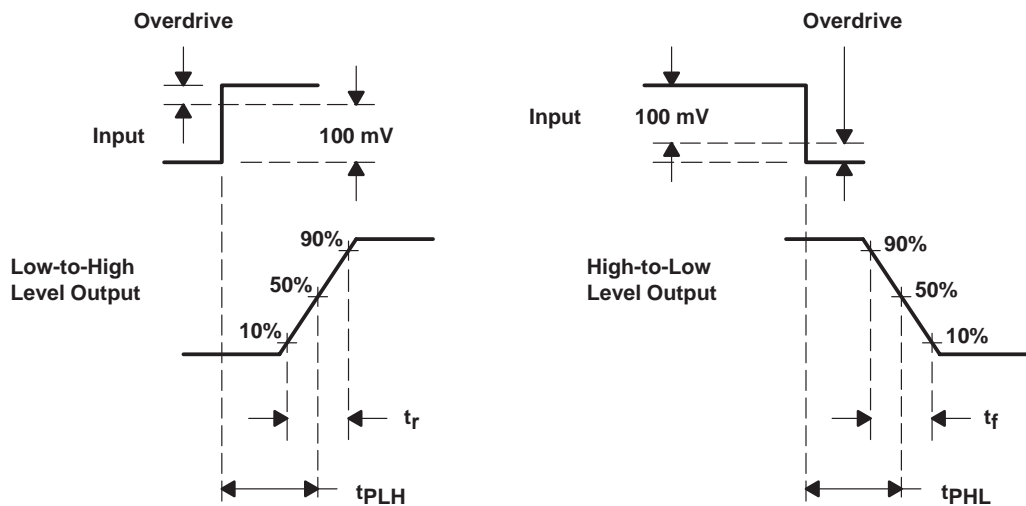 Overdrive
Input
100 mV
Low-to-High
Level Output
90%
50%
10%
tr
tPLH
Overdrive
Input
100 mV
High-to-Low
Level Output
90%
50%
10%
tf
tPHL